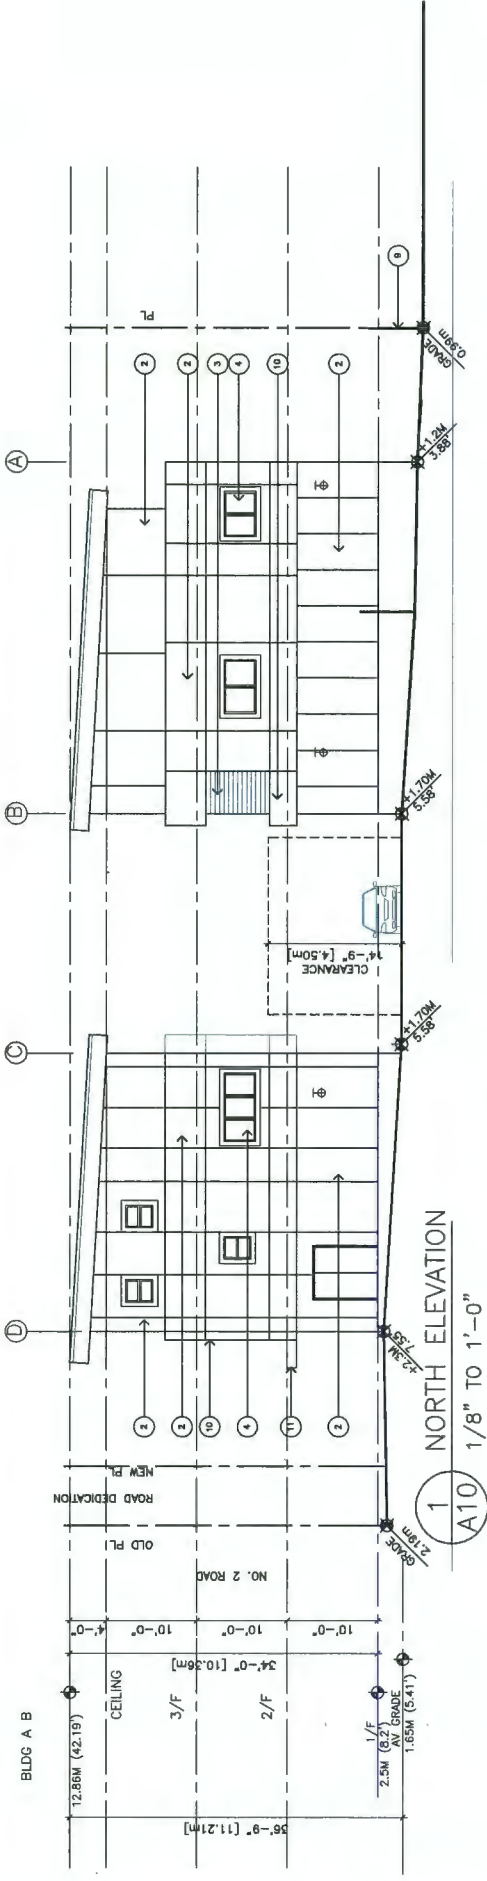 BLDG A B
12.86M (42.19')
CEILING
3/F
2/F
1/F
2.5M (8.2')
AV GRADE
1.65M (5.41')
36'-9" [11.21m]
34'-0" [10.36m]
4'-0"
10'-0"
10'-0"
10'-0"
NO. 2 ROAD
OLD PL
ROAD DEDICATION
NEW PL
GRADE
2.19m
D
C
B
A
2
2
10
4
11
2
+2.3M
7.55'
+1.70M
5.58'
CLEARANCE
14'-9" [4.50m]
+1.70M
5.58'
2
2
3
4
10
2
PL
9
+1.2M
3.88'
GRADE
0.99m
1
A10
NORTH ELEVATION
1/8" TO 1'-0"